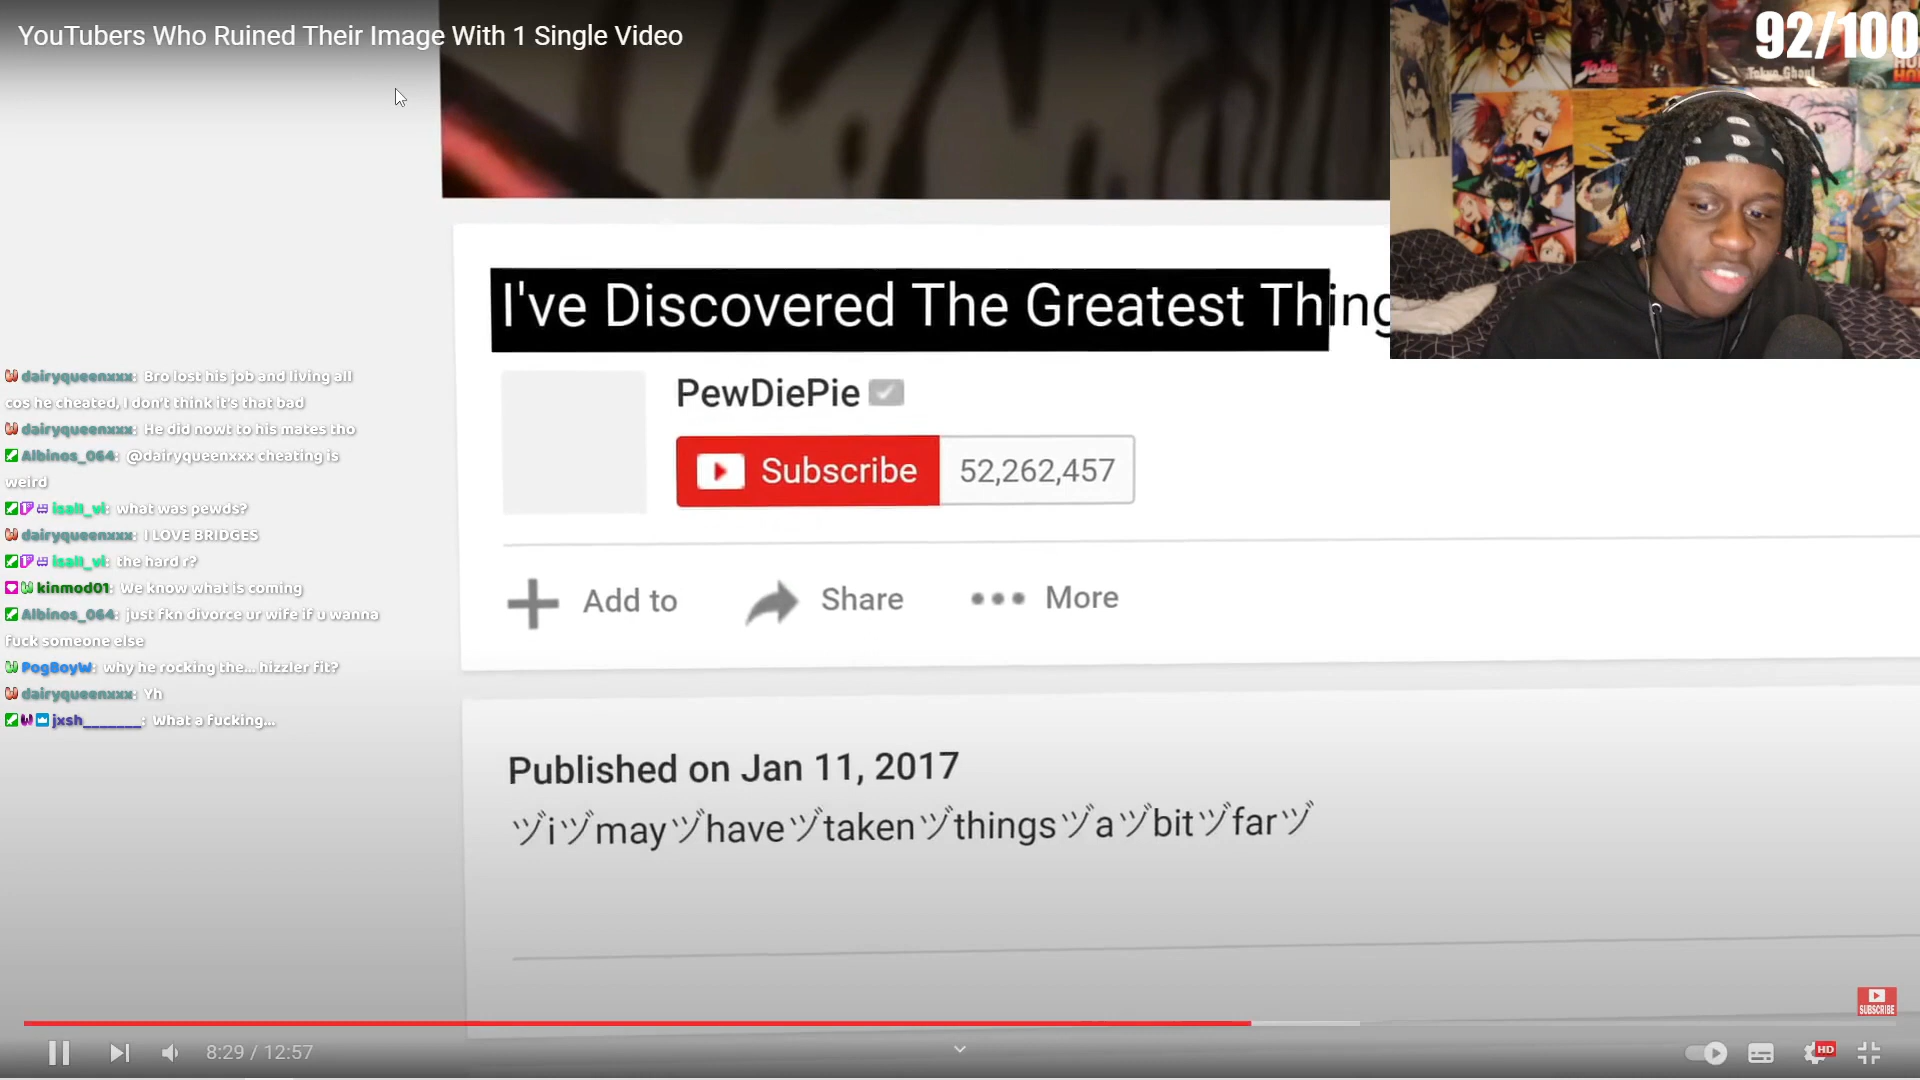 YouTubers Who Ruined Their Image With 1 Single Video
92/100
Tokyo Ghoul
I've Discovered The Greatest Thing
PewDiePie
Subscribe 52,262,457
Add to Share More
Published on Jan 11, 2017
ヅiヅmayヅhaveヅtakenヅthingsヅaヅbitヅfarヅ
dairyqueenxxx: Bro lost his job and living all
cos he cheated, I don't think it's that bad
dairyqueenxxx: He did nowt to his mates tho
Albinos_064: @dairyqueenxxx cheating is
weird
isall_vi: what was pewds?
dairyqueenxxx: I LOVE BRIDGES
isall_vi: the hard r?
kinmod01: We know what is coming
Albinos_064: just fkn divorce ur wife if u wanna
fuck someone else
PogBoyW: why he rocking the... hizzler fit?
dairyqueenxxx: Yh
jxsh_______: What a fucking...
SUBSCRIBE
8:29 / 12:57
HD